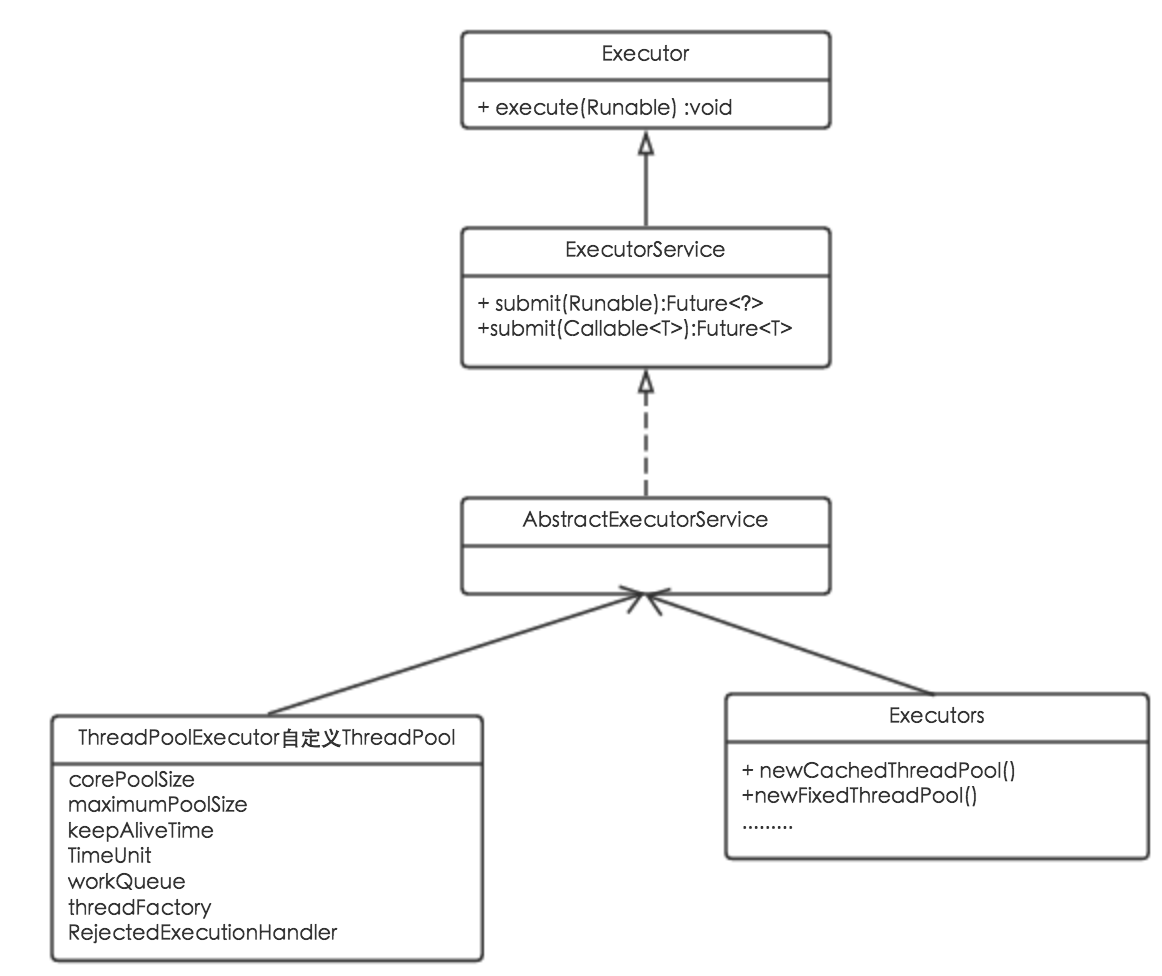 Executor
+ execute(Runable) :void
ExecutorService
+ submit(Runable):Future<?>
+submit(Callable<T>):Future<T>
AbstractExecutorService
ThreadPoolExecutor自定义ThreadPool
corePoolSize
maximumPoolSize
keepAliveTime
TimeUnit
workQueue
threadFactory
RejectedExecutionHandler
Executors
+ newCachedThreadPool()
+newFixedThreadPool()
.........